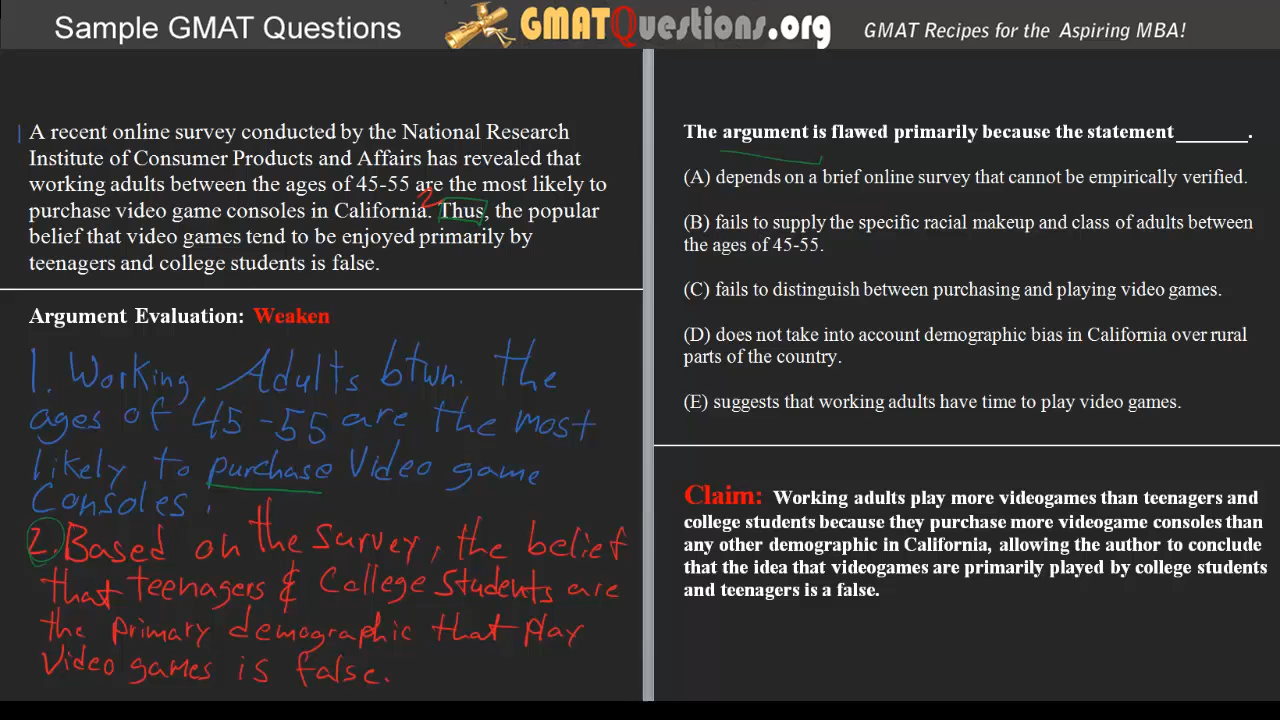 Sample GMAT Questions
GMATQuestions.org
GMAT Recipes for the Aspiring MBA!
1 A recent online survey conducted by the National Research
Institute of Consumer Products and Affairs has revealed that
working adults between the ages of 45-55 are the most likely to
purchase video game consoles in California. 2 Thus, the popular
belief that video games tend to be enjoyed primarily by
teenagers and college students is false.
Argument Evaluation: Weaken
1. Working Adults btwn. the
ages of 45-55 are the most
likely to purchase Video game
Consoles.
2. Based on the Survey, the belief
that teenagers & College Students are
the primary demographic that play
Video games is false.
The argument is flawed primarily because the statement _______.
(A) depends on a brief online survey that cannot be empirically verified.
(B) fails to supply the specific racial makeup and class of adults between
the ages of 45-55.
(C) fails to distinguish between purchasing and playing video games.
(D) does not take into account demographic bias in California over rural
parts of the country.
(E) suggests that working adults have time to play video games.
Claim: Working adults play more videogames than teenagers and
college students because they purchase more videogame consoles than
any other demographic in California, allowing the author to conclude
that the idea that videogames are primarily played by college students
and teenagers is a false.